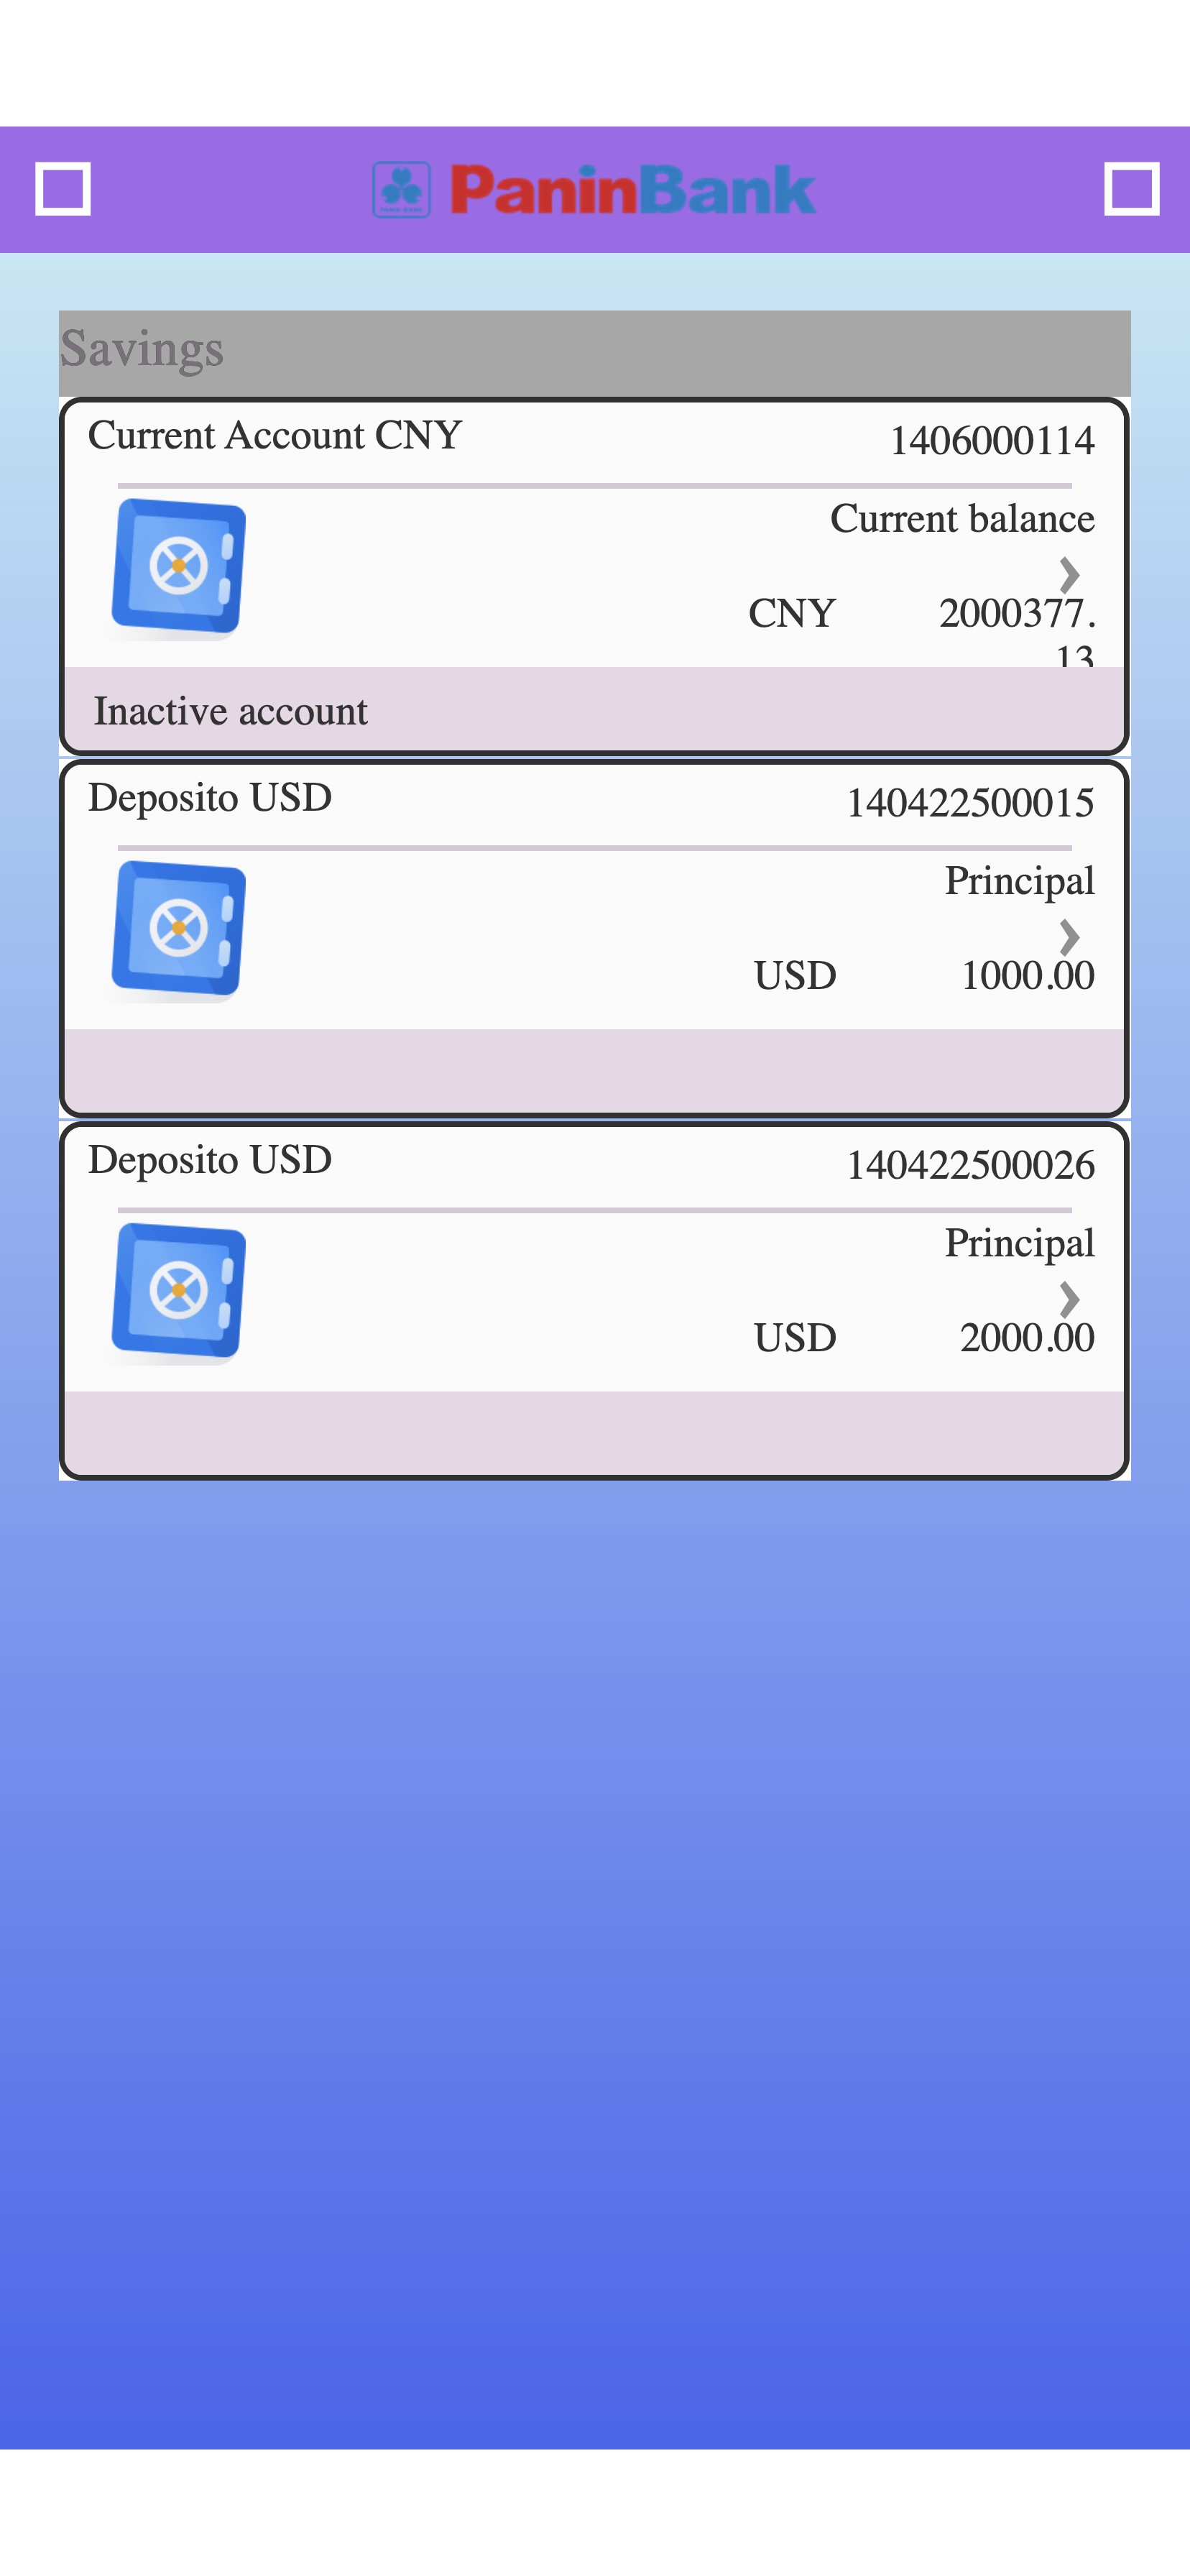 PaninBank
Savings
Current Account CNY 1406000114
Current balance
CNY 2000377.
13
Inactive account
Deposito USD 140422500015
Principal
USD 1000.00
Deposito USD 140422500026
Principal
USD 2000.00